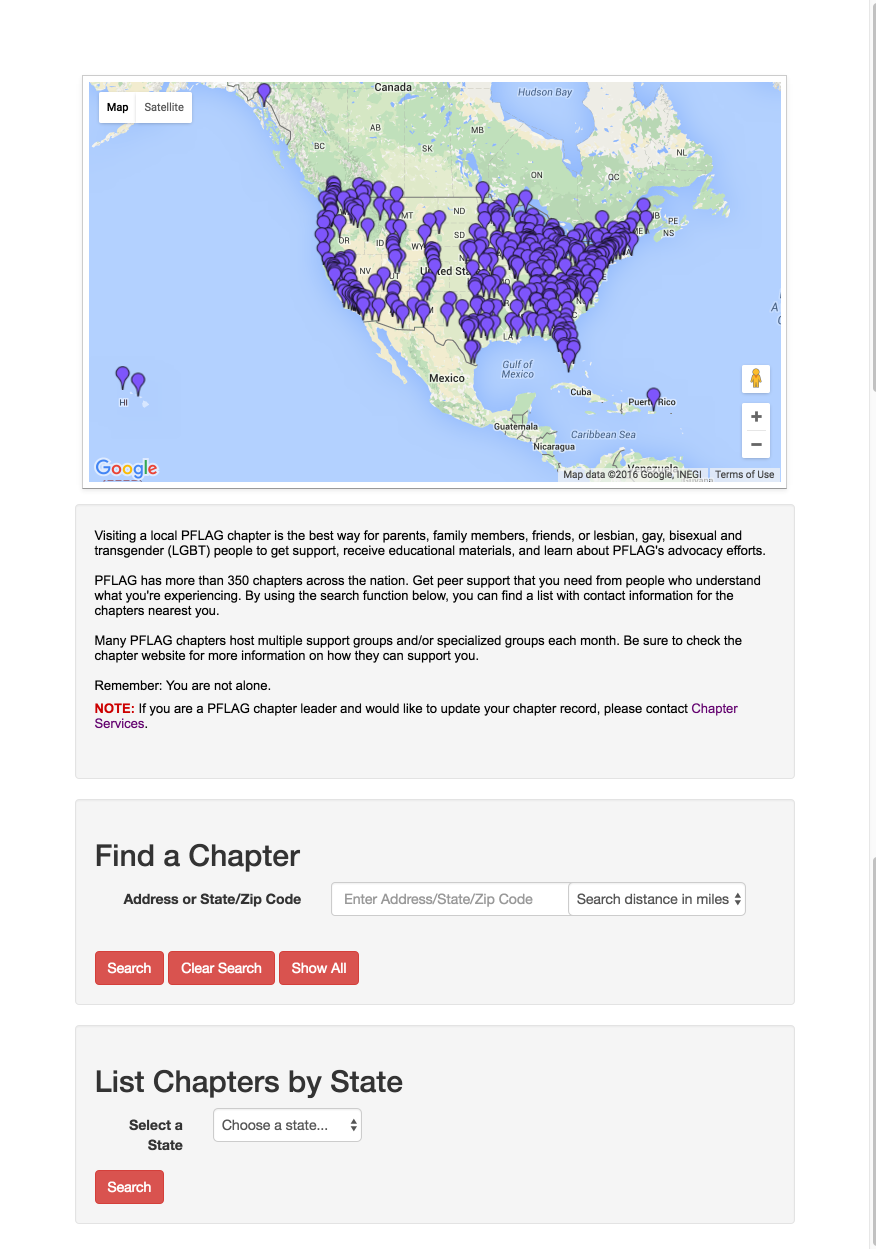 Map
Satellite
Canada
Hudson Bay
AB
MB
BC
SK
NL
ON
QC
PE
NS
MT
ND
OR
ID
SD
WY
NV
UT
United Sta
LA
Gulf of
Mexico
Mexico
HI
Cuba
Puerto Rico
Guatemala
Caribbean Sea
Nicaragua
Venezuela
Google
Map data ©2016 Google, INEGI
Terms of Use
Visiting a local PFLAG chapter is the best way for parents, family members, friends, or lesbian, gay, bisexual and
transgender (LGBT) people to get support, receive educational materials, and learn about PFLAG's advocacy efforts.
PFLAG has more than 350 chapters across the nation. Get peer support that you need from people who understand
what you're experiencing. By using the search function below, you can find a list with contact information for the
chapters nearest you.
Many PFLAG chapters host multiple support groups and/or specialized groups each month. Be sure to check the
chapter website for more information on how they can support you.
Remember: You are not alone.
NOTE: If you are a PFLAG chapter leader and would like to update your chapter record, please contact Chapter
Services.
Find a Chapter
Address or State/Zip Code
Enter Address/State/Zip Code
Search distance in miles
Search
Clear Search
Show All
List Chapters by State
Select a
State
Choose a state...
Search